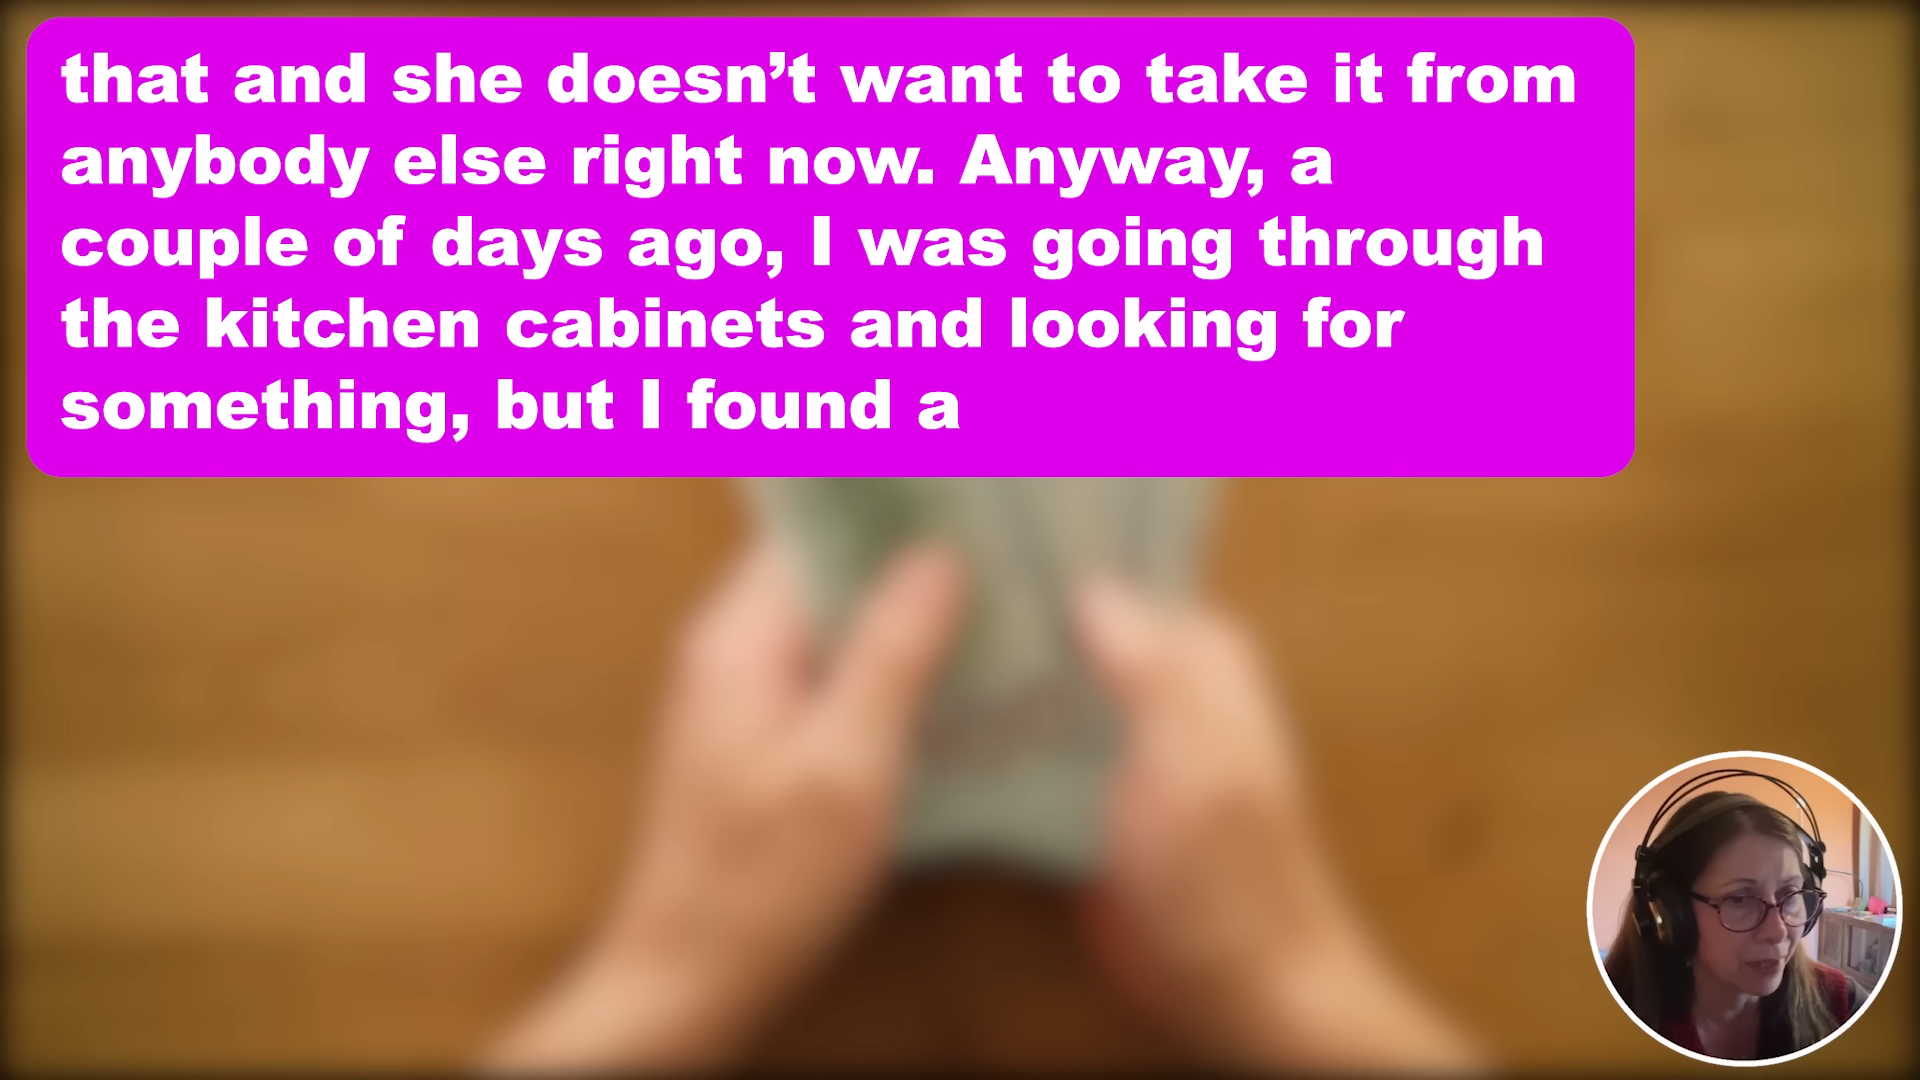 that and she doesn’t want to take it from
anybody else right now. Anyway, a
couple of days ago, I was going through
the kitchen cabinets and looking for
something, but I found a